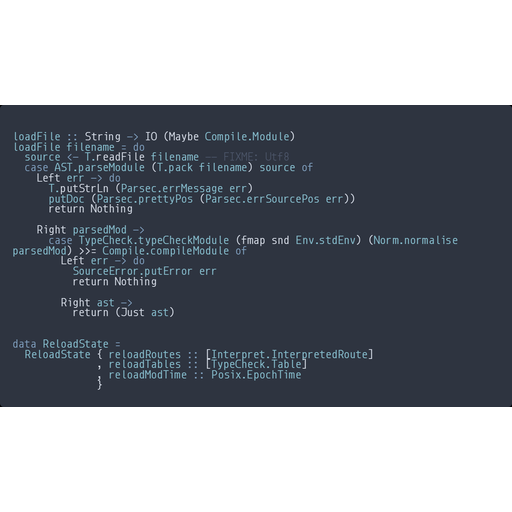 loadFile :: String -> IO (Maybe Compile.Module)
loadFile filename = do
  source <- T.readFile filename -- FIXME: Utf8
  case AST.parseModule (T.pack filename) source of
    Left err -> do
      T.putStrLn (Parsec.errMessage err)
      putDoc (Parsec.prettyPos (Parsec.errSourcePos err))
      return Nothing

    Right parsedMod ->
      case TypeCheck.typeCheckModule (fmap snd Env.stdEnv) (Norm.normalise
parsedMod) >>= Compile.compileModule of
        Left err -> do
          SourceError.putError err
          return Nothing

        Right ast ->
          return (Just ast)


data ReloadState =
  ReloadState { reloadRoutes :: [Interpret.InterpretedRoute]
              , reloadTables :: [TypeCheck.Table]
              , reloadModTime :: Posix.EpochTime
              }